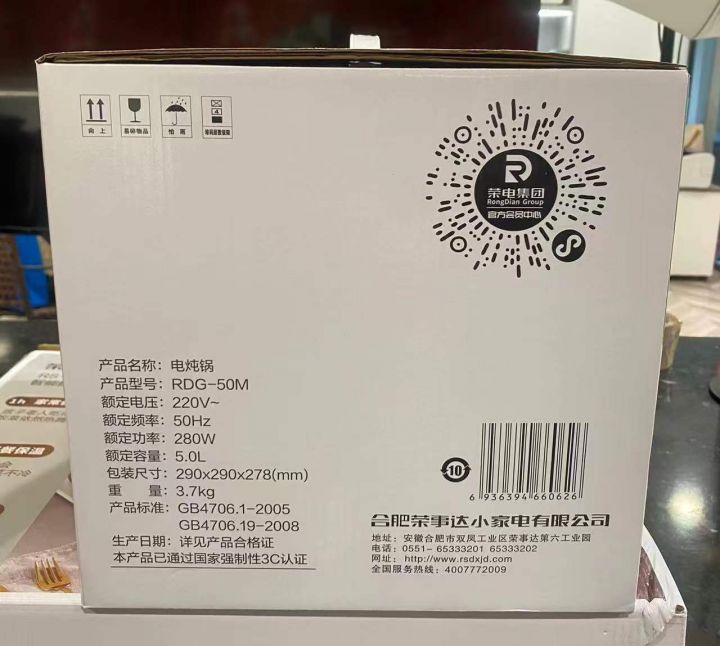 向上
易碎物品
怕雨
4
堆码层数极限
R
荣电集团
RongDian Group
官方会员中心
产品名称：电炖锅
产品型号：RDG-50M
额定电压：220V~
额定频率：50Hz
额定功率：280W
额定容量：5.0L
包装尺寸：290x290x278(mm)
重 量：3.7kg
产品标准：GB4706.1-2005
GB4706.19-2008
生产日期：详见产品合格证
本产品已通过国家强制性3C认证
10
6 936394 660626
合肥荣事达小家电有限公司
地址：安徽合肥市双凤工业区荣事达第六工业园
电话：0551- 65333201 65333202
网址：http://www.rsdxjd.com
全国服务热线：4007772009
1h
保温